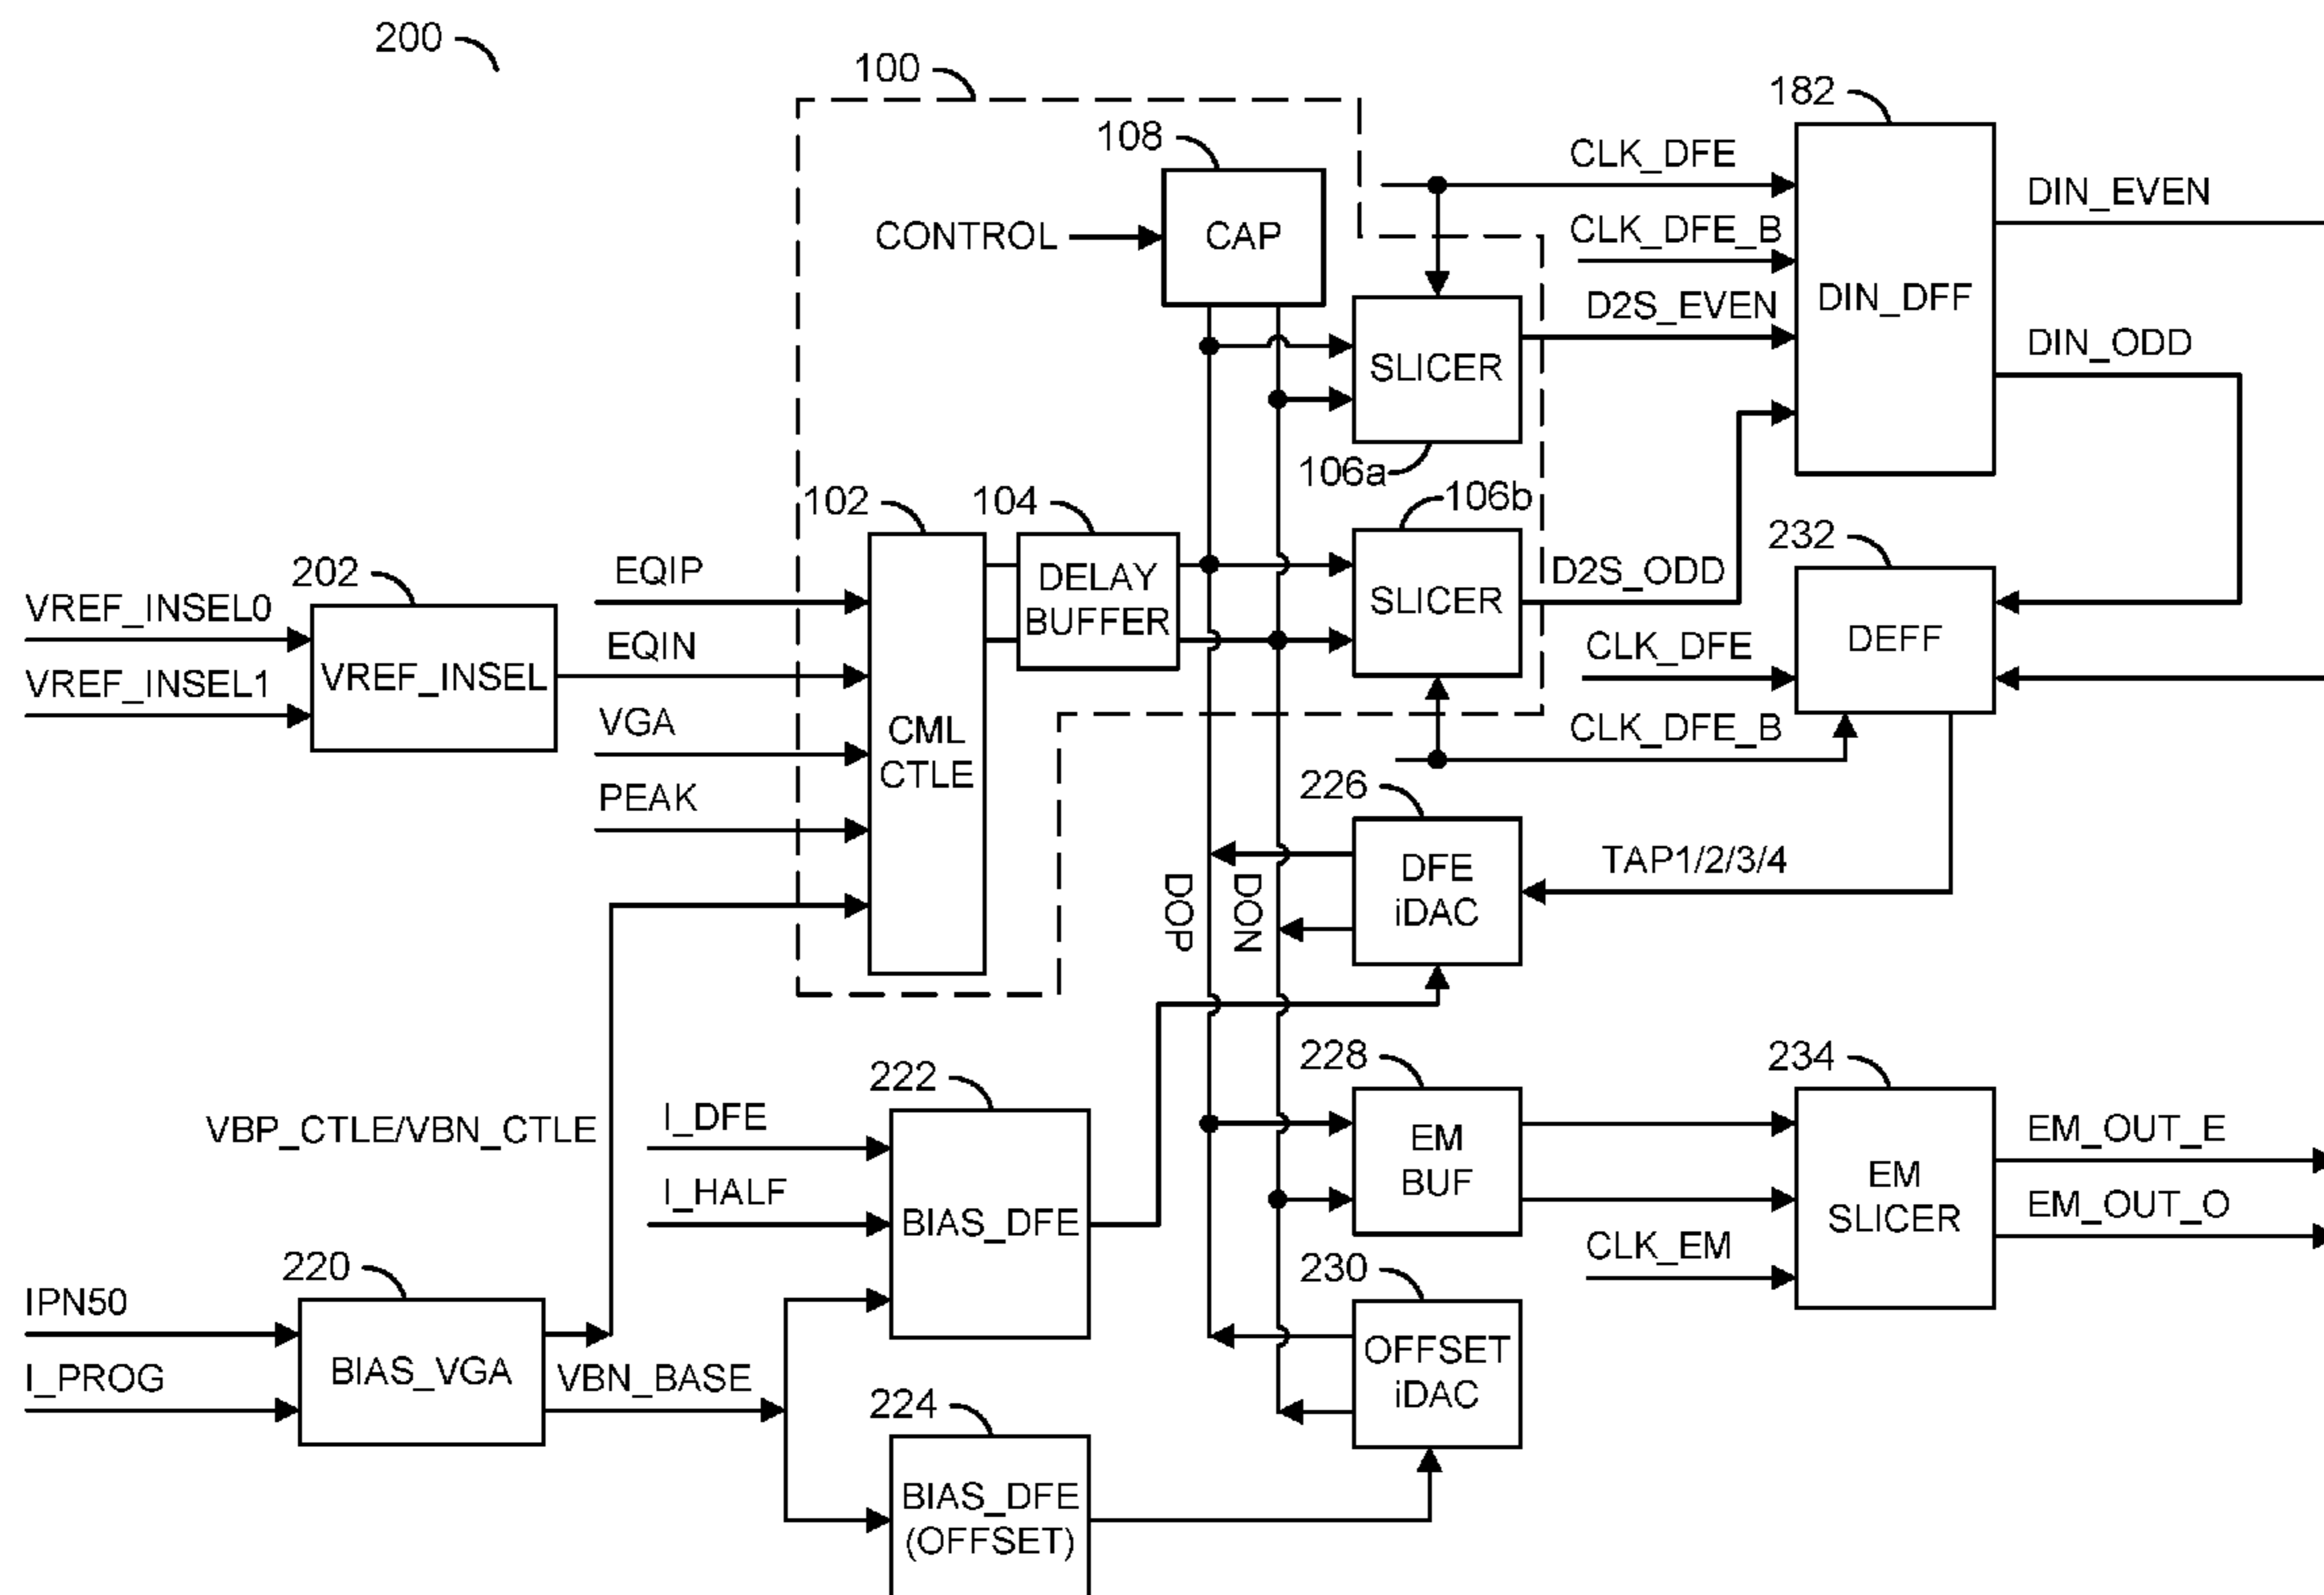 200
100
182
108
CLK_DFE
DIN_EVEN
CONTROL
CAP
CLK_DFE_B
DIN_DFF
D2S_EVEN
DIN_ODD
SLICER
106a
102
104
106b
232
202
EQIP
DELAY
BUFFER
SLICER
D2S_ODD
VREF_INSEL0
EQIN
CLK_DFE
DEFF
VREF_INSEL1
VREF_INSEL
VGA
CML
CTLE
CLK_DFE_B
PEAK
226
TAP1/2/3/4
DOP
DON
DFE
iDAC
222
228
234
VBP_CTLE/VBN_CTLE
I_DFE
EM
BUF
EM_OUT_E
I_HALF
BIAS_DFE
EM
SLICER
EM_OUT_O
CLK_EM
220
230
IPN50
OFFSET
iDAC
I_PROG
BIAS_VGA
VBN_BASE
224
BIAS_DFE
(OFFSET)